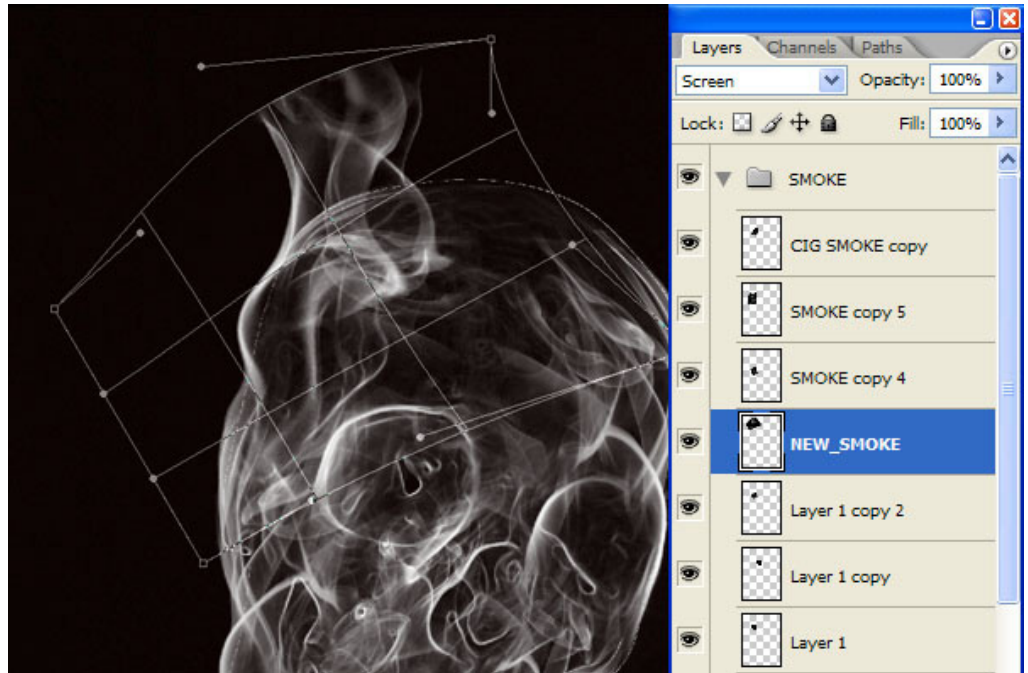 Layers Channels Paths
Screen Opacity: 100%
Lock: Fill: 100%
SMOKE
CIG SMOKE copy
SMOKE copy 5
SMOKE copy 4
NEW_SMOKE
Layer 1 copy 2
Layer 1 copy
Layer 1